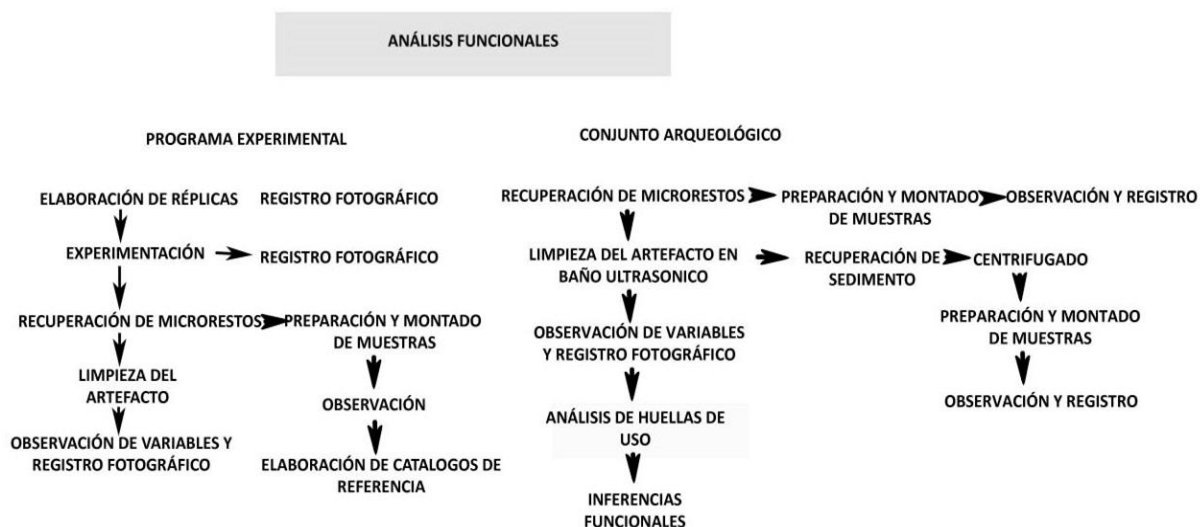 ANÁLISIS FUNCIONALES
PROGRAMA EXPERIMENTAL
ELABORACIÓN DE RÉPLICAS
REGISTRO FOTOGRÁFICO
EXPERIMENTACIÓN
REGISTRO FOTOGRÁFICO
RECUPERACIÓN DE MICRORESTOS
PREPARACIÓN Y MONTADO
DE MUESTRAS
LIMPIEZA DEL
ARTEFACTO
OBSERVACIÓN
OBSERVACIÓN DE VARIABLES Y
REGISTRO FOTOGRÁFICO
ELABORACIÓN DE CATALOGOS DE
REFERENCIA
CONJUNTO ARQUEOLÓGICO
RECUPERACIÓN DE MICRORESTOS
PREPARACIÓN Y MONTADO
DE MUESTRAS
OBSERVACIÓN Y REGISTRO
LIMPIEZA DEL ARTEFACTO EN
BAÑO ULTRASONICO
RECUPERACIÓN DE
SEDIMENTO
CENTRIFUGADO
OBSERVACIÓN DE VARIABLES
Y REGISTRO FOTOGRÁFICO
PREPARACIÓN Y MONTADO
DE MUESTRAS
ANÁLISIS DE HUELLAS DE
USO
OBSERVACIÓN Y REGISTRO
INFERENCIAS
FUNCIONALES